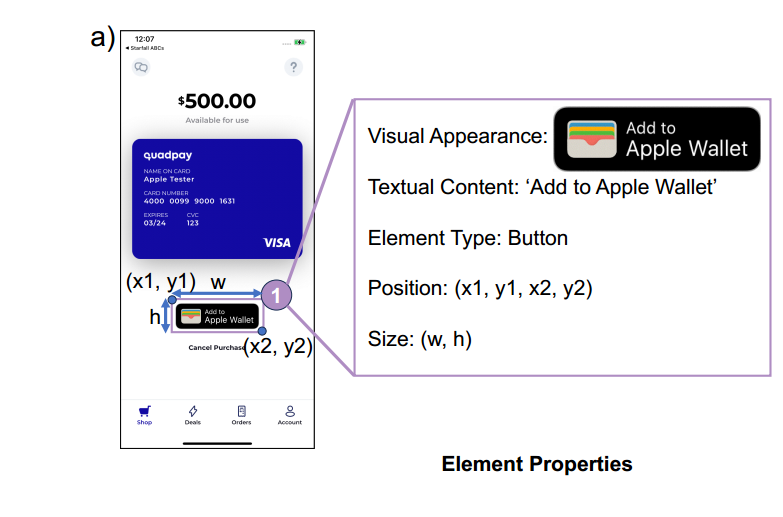 a)
12:07
◂ Starfall ABCs
?
$500.00
Available for use
quadpay
NAME ON CARD
Apple Tester
CARD NUMBER
4000 0099 9000 1631
EXPIRES CVC
03/24 123
VISA
(x1, y1) w
1
h
Add to
Apple Wallet
Cancel Purchase
(x2, y2)
Shop Deals Orders Account
Visual Appearance:
Add to
Apple Wallet
Textual Content: ‘Add to Apple Wallet’
Element Type: Button
Position: (x1, y1, x2, y2)
Size: (w, h)
Element Properties